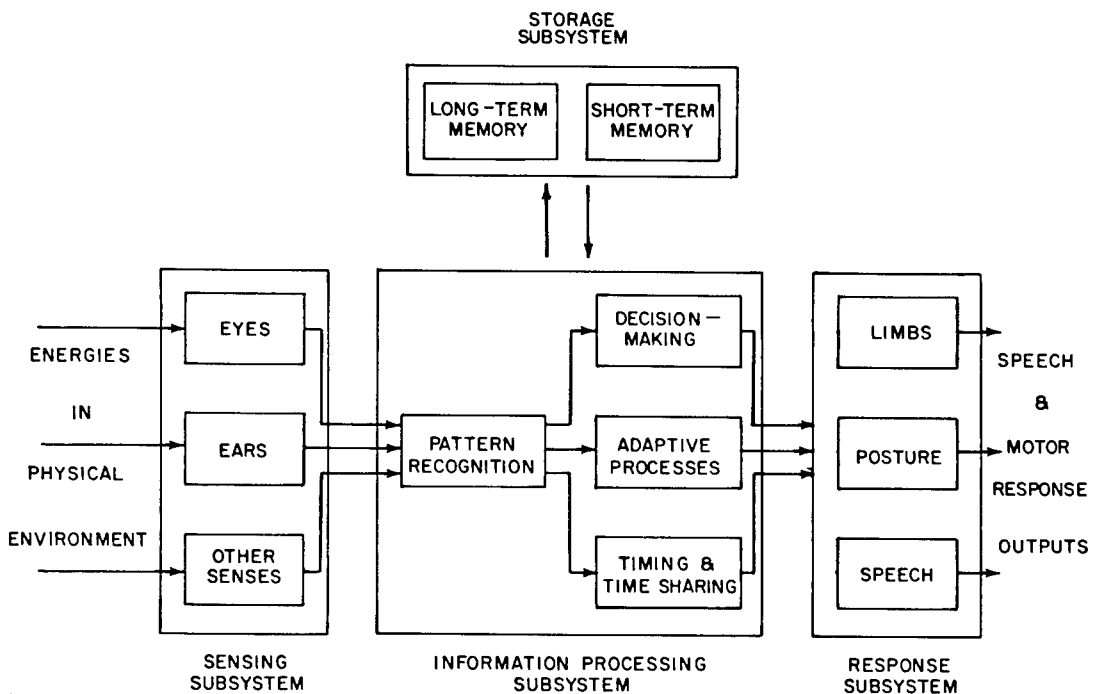 STORAGE
SUBSYSTEM
LONG-TERM
MEMORY
SHORT-TERM
MEMORY
EYES
EARS
OTHER
SENSES
ENERGIES
IN
PHYSICAL
ENVIRONMENT
PATTERN
RECOGNITION
DECISION-
MAKING
ADAPTIVE
PROCESSES
TIMING &
TIME SHARING
LIMBS
POSTURE
SPEECH
SPEECH
&
MOTOR
RESPONSE
OUTPUTS
SENSING
SUBSYSTEM
INFORMATION PROCESSING
SUBSYSTEM
RESPONSE
SUBSYSTEM